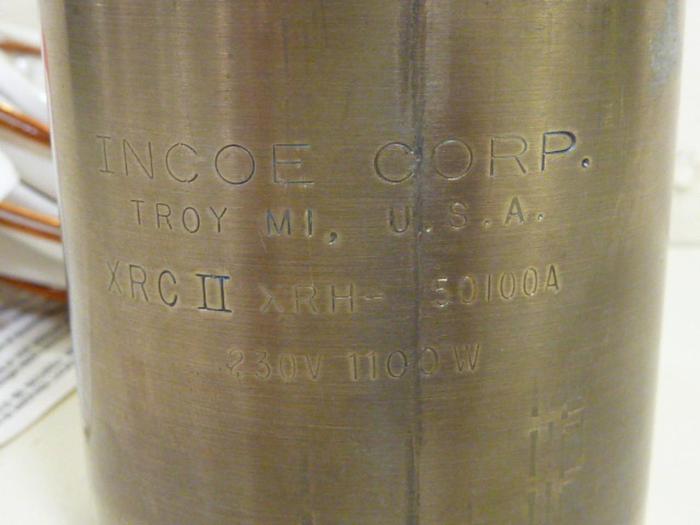 INCOE CORP.
TROY MI, U.S.A.
XRC II XRH- 50100A
230V 1100W